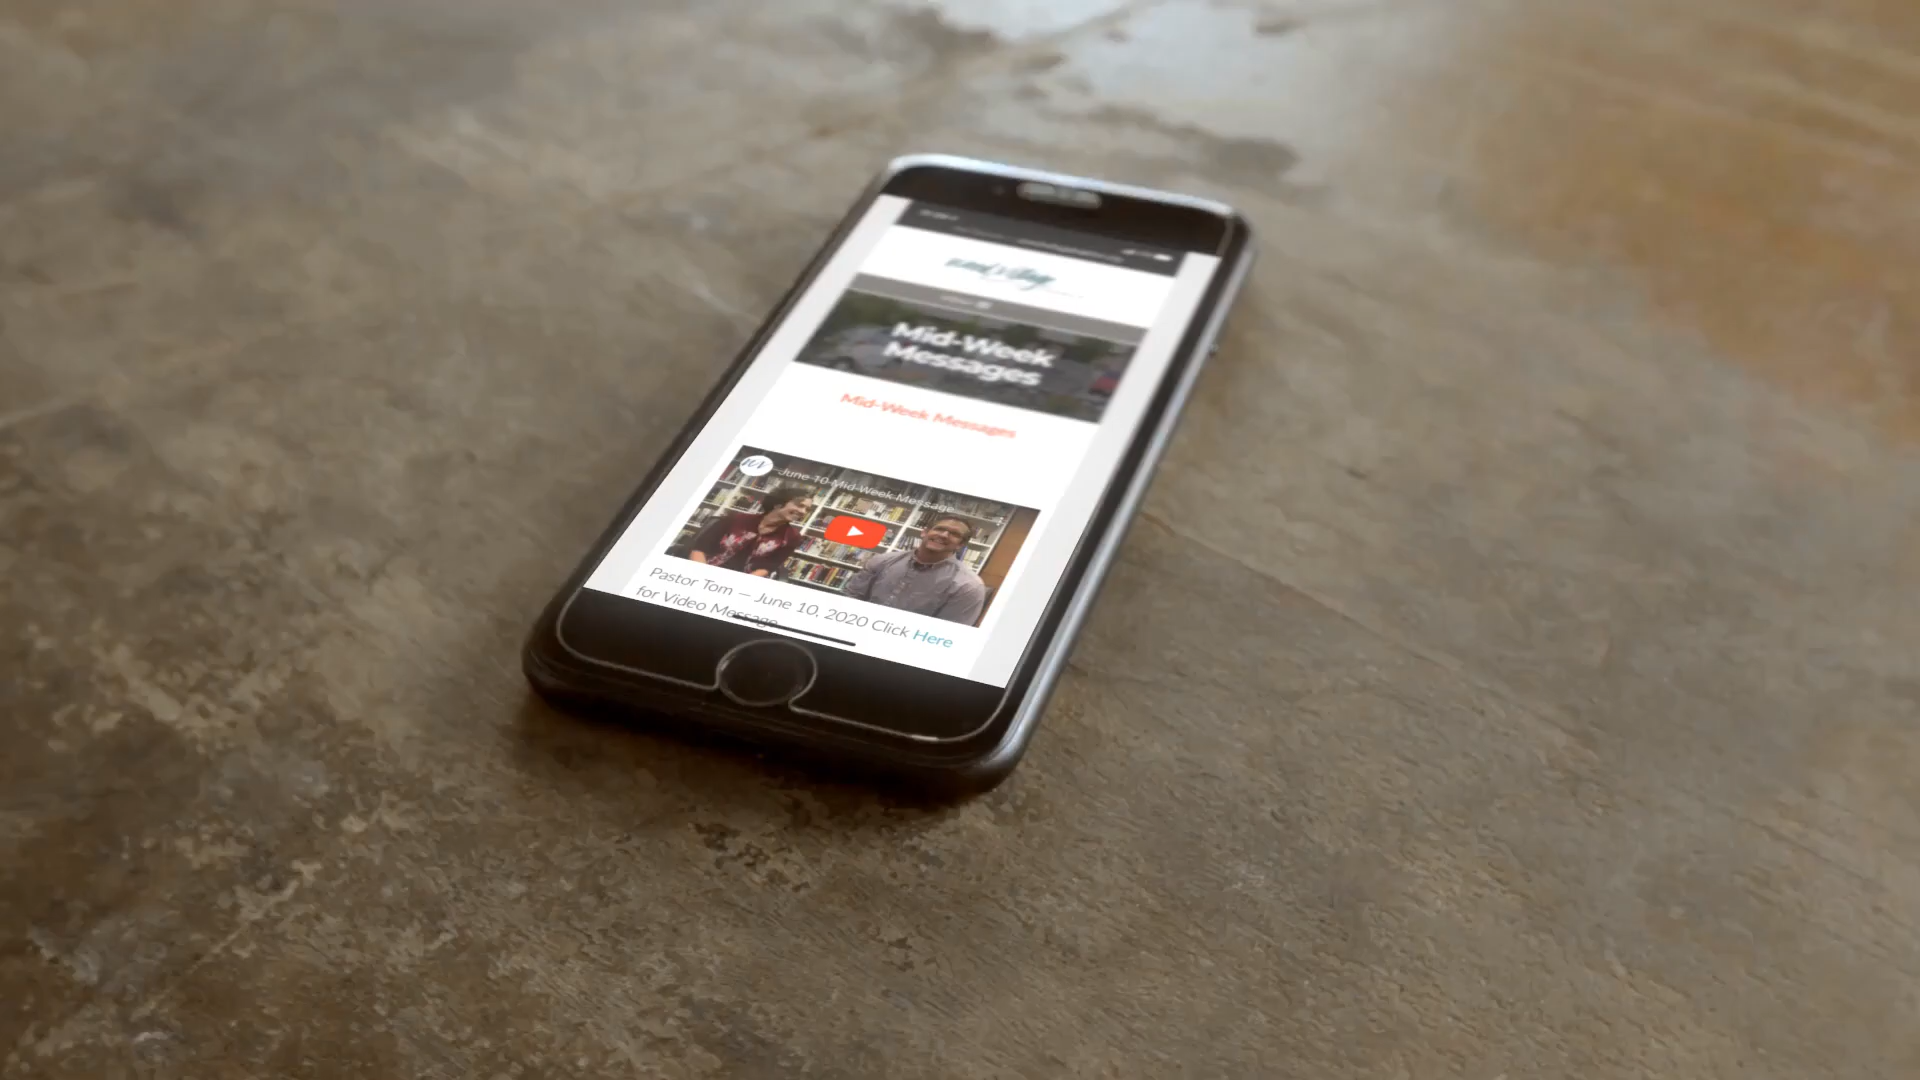 Mid-Week
Messages
Mid-Week Messages
June 10 Mid-Week Message
Pastor Tom — June 10, 2020 Click Here
for Video Message